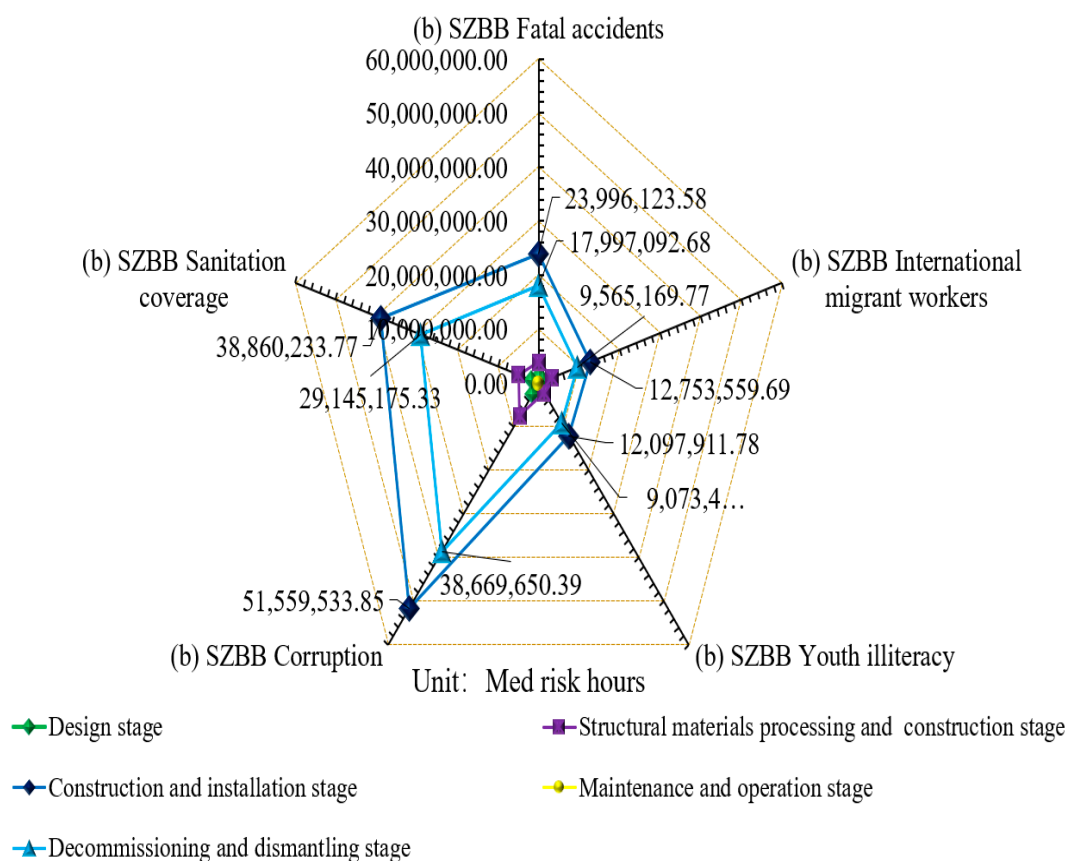 (b) SZBB Fatal accidents
60,000,000.00
50,000,000.00
40,000,000.00
30,000,000.00
20,000,000.00
10,000,000.00
0.00
23,996,123.58
17,997,092.68
(b) SZBB Sanitation
coverage
(b) SZBB International
migrant workers
9,565,169.77
38,860,233.77
29,145,175.33
12,753,559.69
12,097,911.78
9,073,4…
38,669,650.39
51,559,533.85
(b) SZBB Corruption
(b) SZBB Youth illiteracy
Unit: Med risk hours
Design stage
Structural materials processing and construction stage
Construction and installation stage
Maintenance and operation stage
Decommissioning and dismantling stage